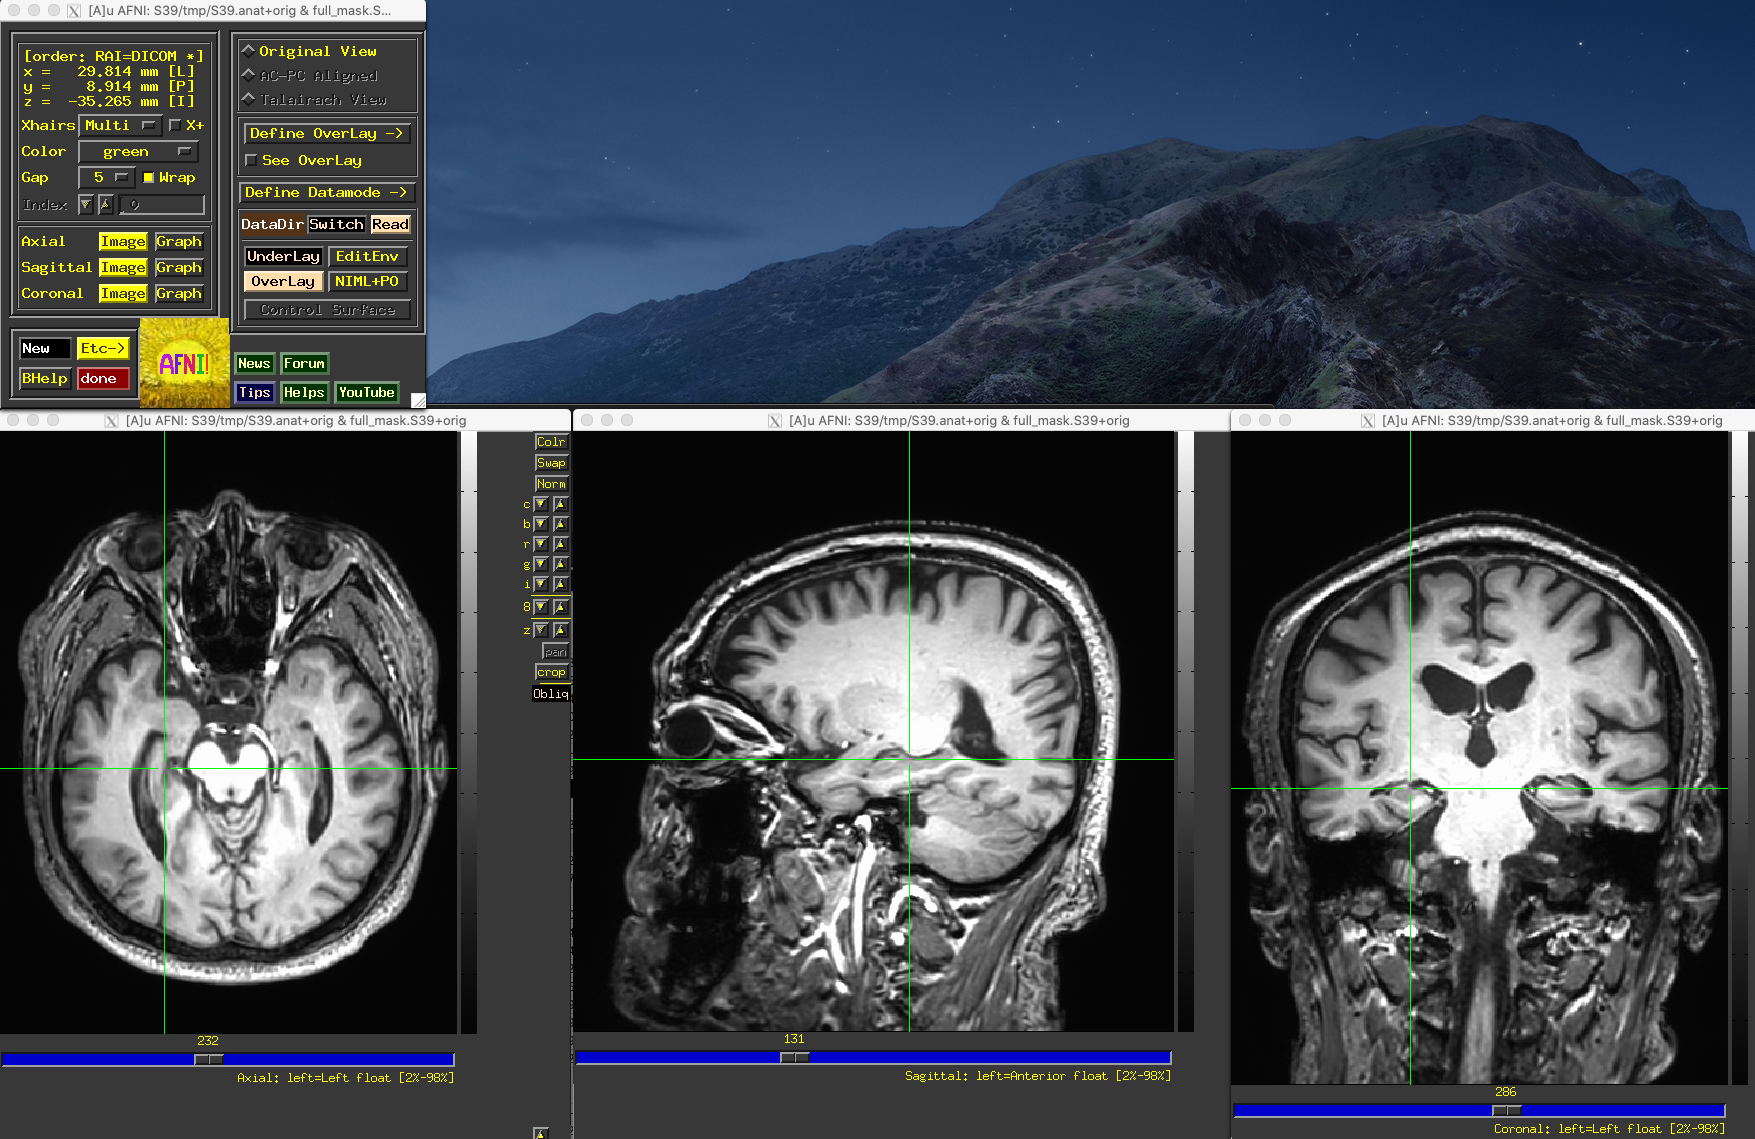 [A]u AFNI: S39/tmp/S39.anat+orig & full_mask.S...
[order: RAI=DICOM *]
x = 29.814 mm [L]
y = 8.914 mm [P]
z = -35.265 mm [I]
Xhairs Multi X+
Color green
Gap 5 Wrap
Index 0
Axial Image Graph
Sagittal Image Graph
Coronal Image Graph
New Etc->
BHelp done
AFNI!
Original View
AC-PC Aligned
Talairach View
Define OverLay ->
See OverLay
Define Datamode ->
DataDir Switch Read
UnderLay EditEnv
OverLay NIML+PO
Control Surface
News Forum
Tips Helps YouTube
[A]u AFNI: S39/tmp/S39.anat+orig & full_mask.S39+orig
Colr
Swap
Norm
c
b
r
g
i
8
z
pan
crop
Obliq
232
Axial: left=Left float [2%-98%]
[A]u AFNI: S39/tmp/S39.anat+orig & full_mask.S39+orig
131
Sagittal: left=Anterior float [2%-98%]
[A]u AFNI: S39/tmp/S39.anat+orig & full_mask.S39+orig
286
Coronal: left=Left float [2%-98%]